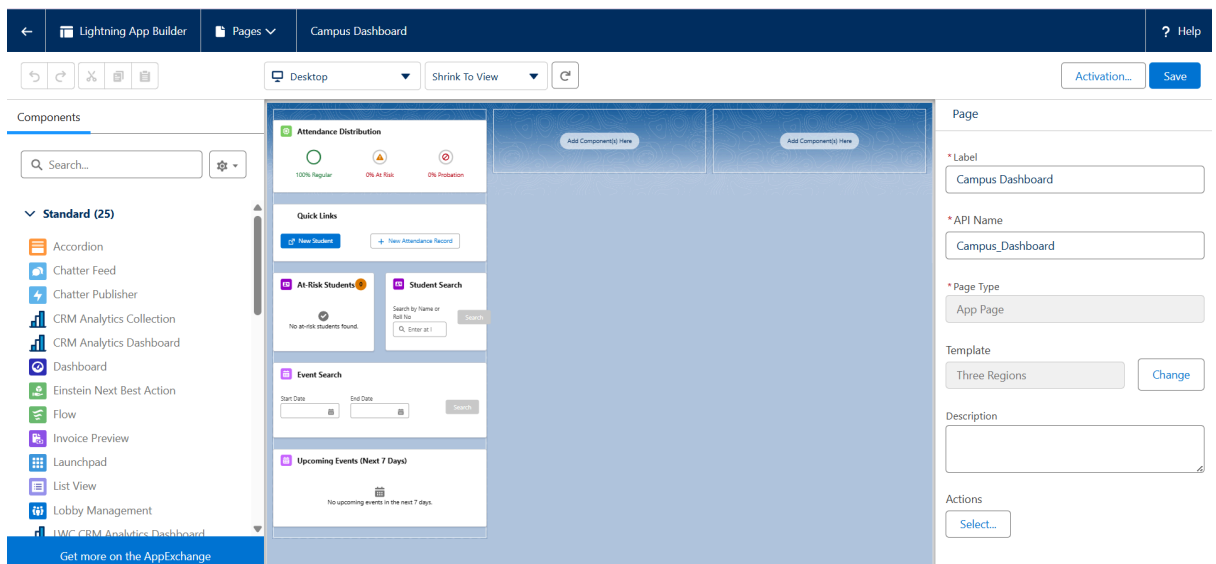 Lightning App Builder
Pages
Campus Dashboard
? Help
Desktop
Shrink To View
Activation...
Save
Components
Search...
Standard (25)
Accordion
Chatter Feed
Chatter Publisher
CRM Analytics Collection
CRM Analytics Dashboard
Dashboard
Einstein Next Best Action
Flow
Invoice Preview
Launchpad
List View
Lobby Management
LWC CRM Analytics Dashboard
Get more on the AppExchange
Attendance Distribution
100% Regular
0% At Risk
0% Probation
Quick Links
New Student
+ New Attendance Record
At-Risk Students 0
No at-risk students found.
Student Search
Search by Name or
Roll No
Enter at l
Search
Event Search
Start Date
End Date
Search
Upcoming Events (Next 7 Days)
No upcoming events in the next 7 days.
Add Component(s) Here
Add Component(s) Here
Page
*Label
Campus Dashboard
*API Name
Campus_Dashboard
*Page Type
App Page
Template
Three Regions
Change
Description
Actions
Select...